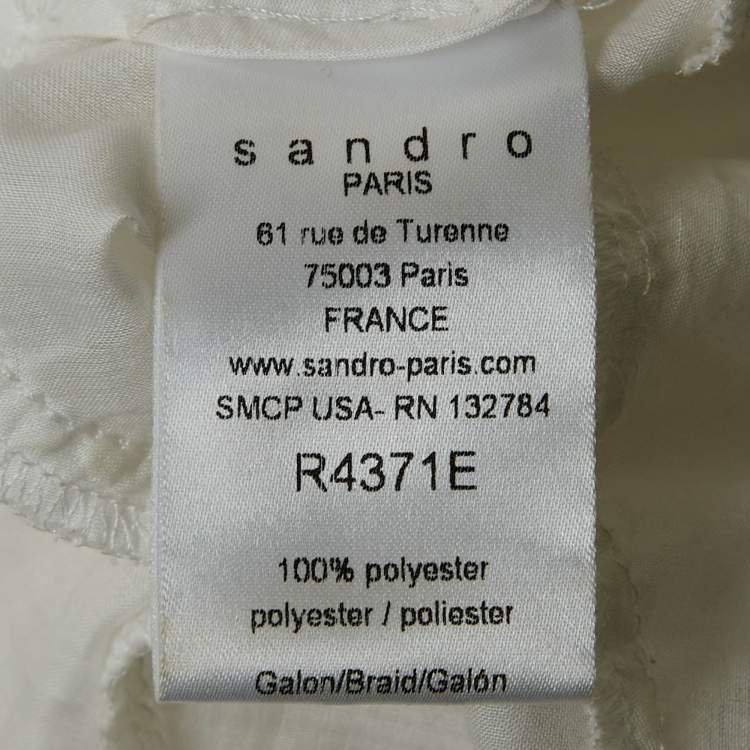 sandro
PARIS
61 rue de Turenne
75003 Paris
FRANCE
www.sandro-paris.com
SMCP USA- RN 132784
R4371E
100% polyester
polyester / poliester
Galon/Braid/Galón